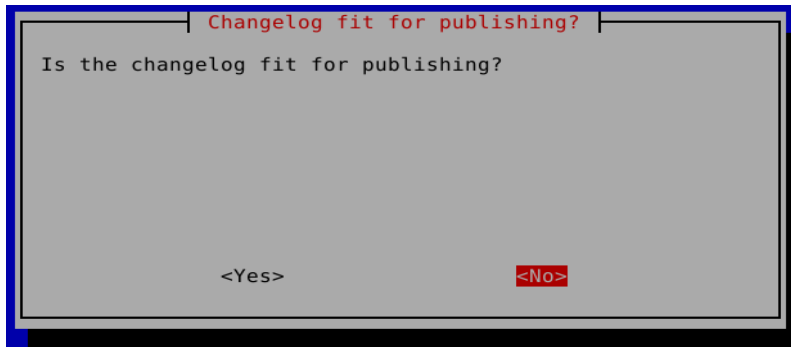 Changelog fit for publishing?
Is the changelog fit for publishing?
<Yes> <No>